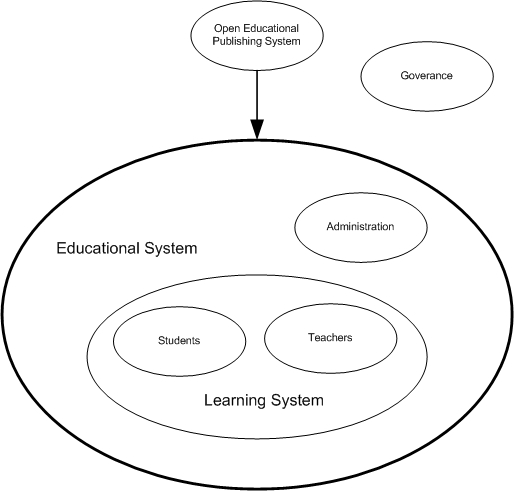 Open Educational
Publishing System
Goverance
Administration
Educational System
Students
Teachers
Learning System